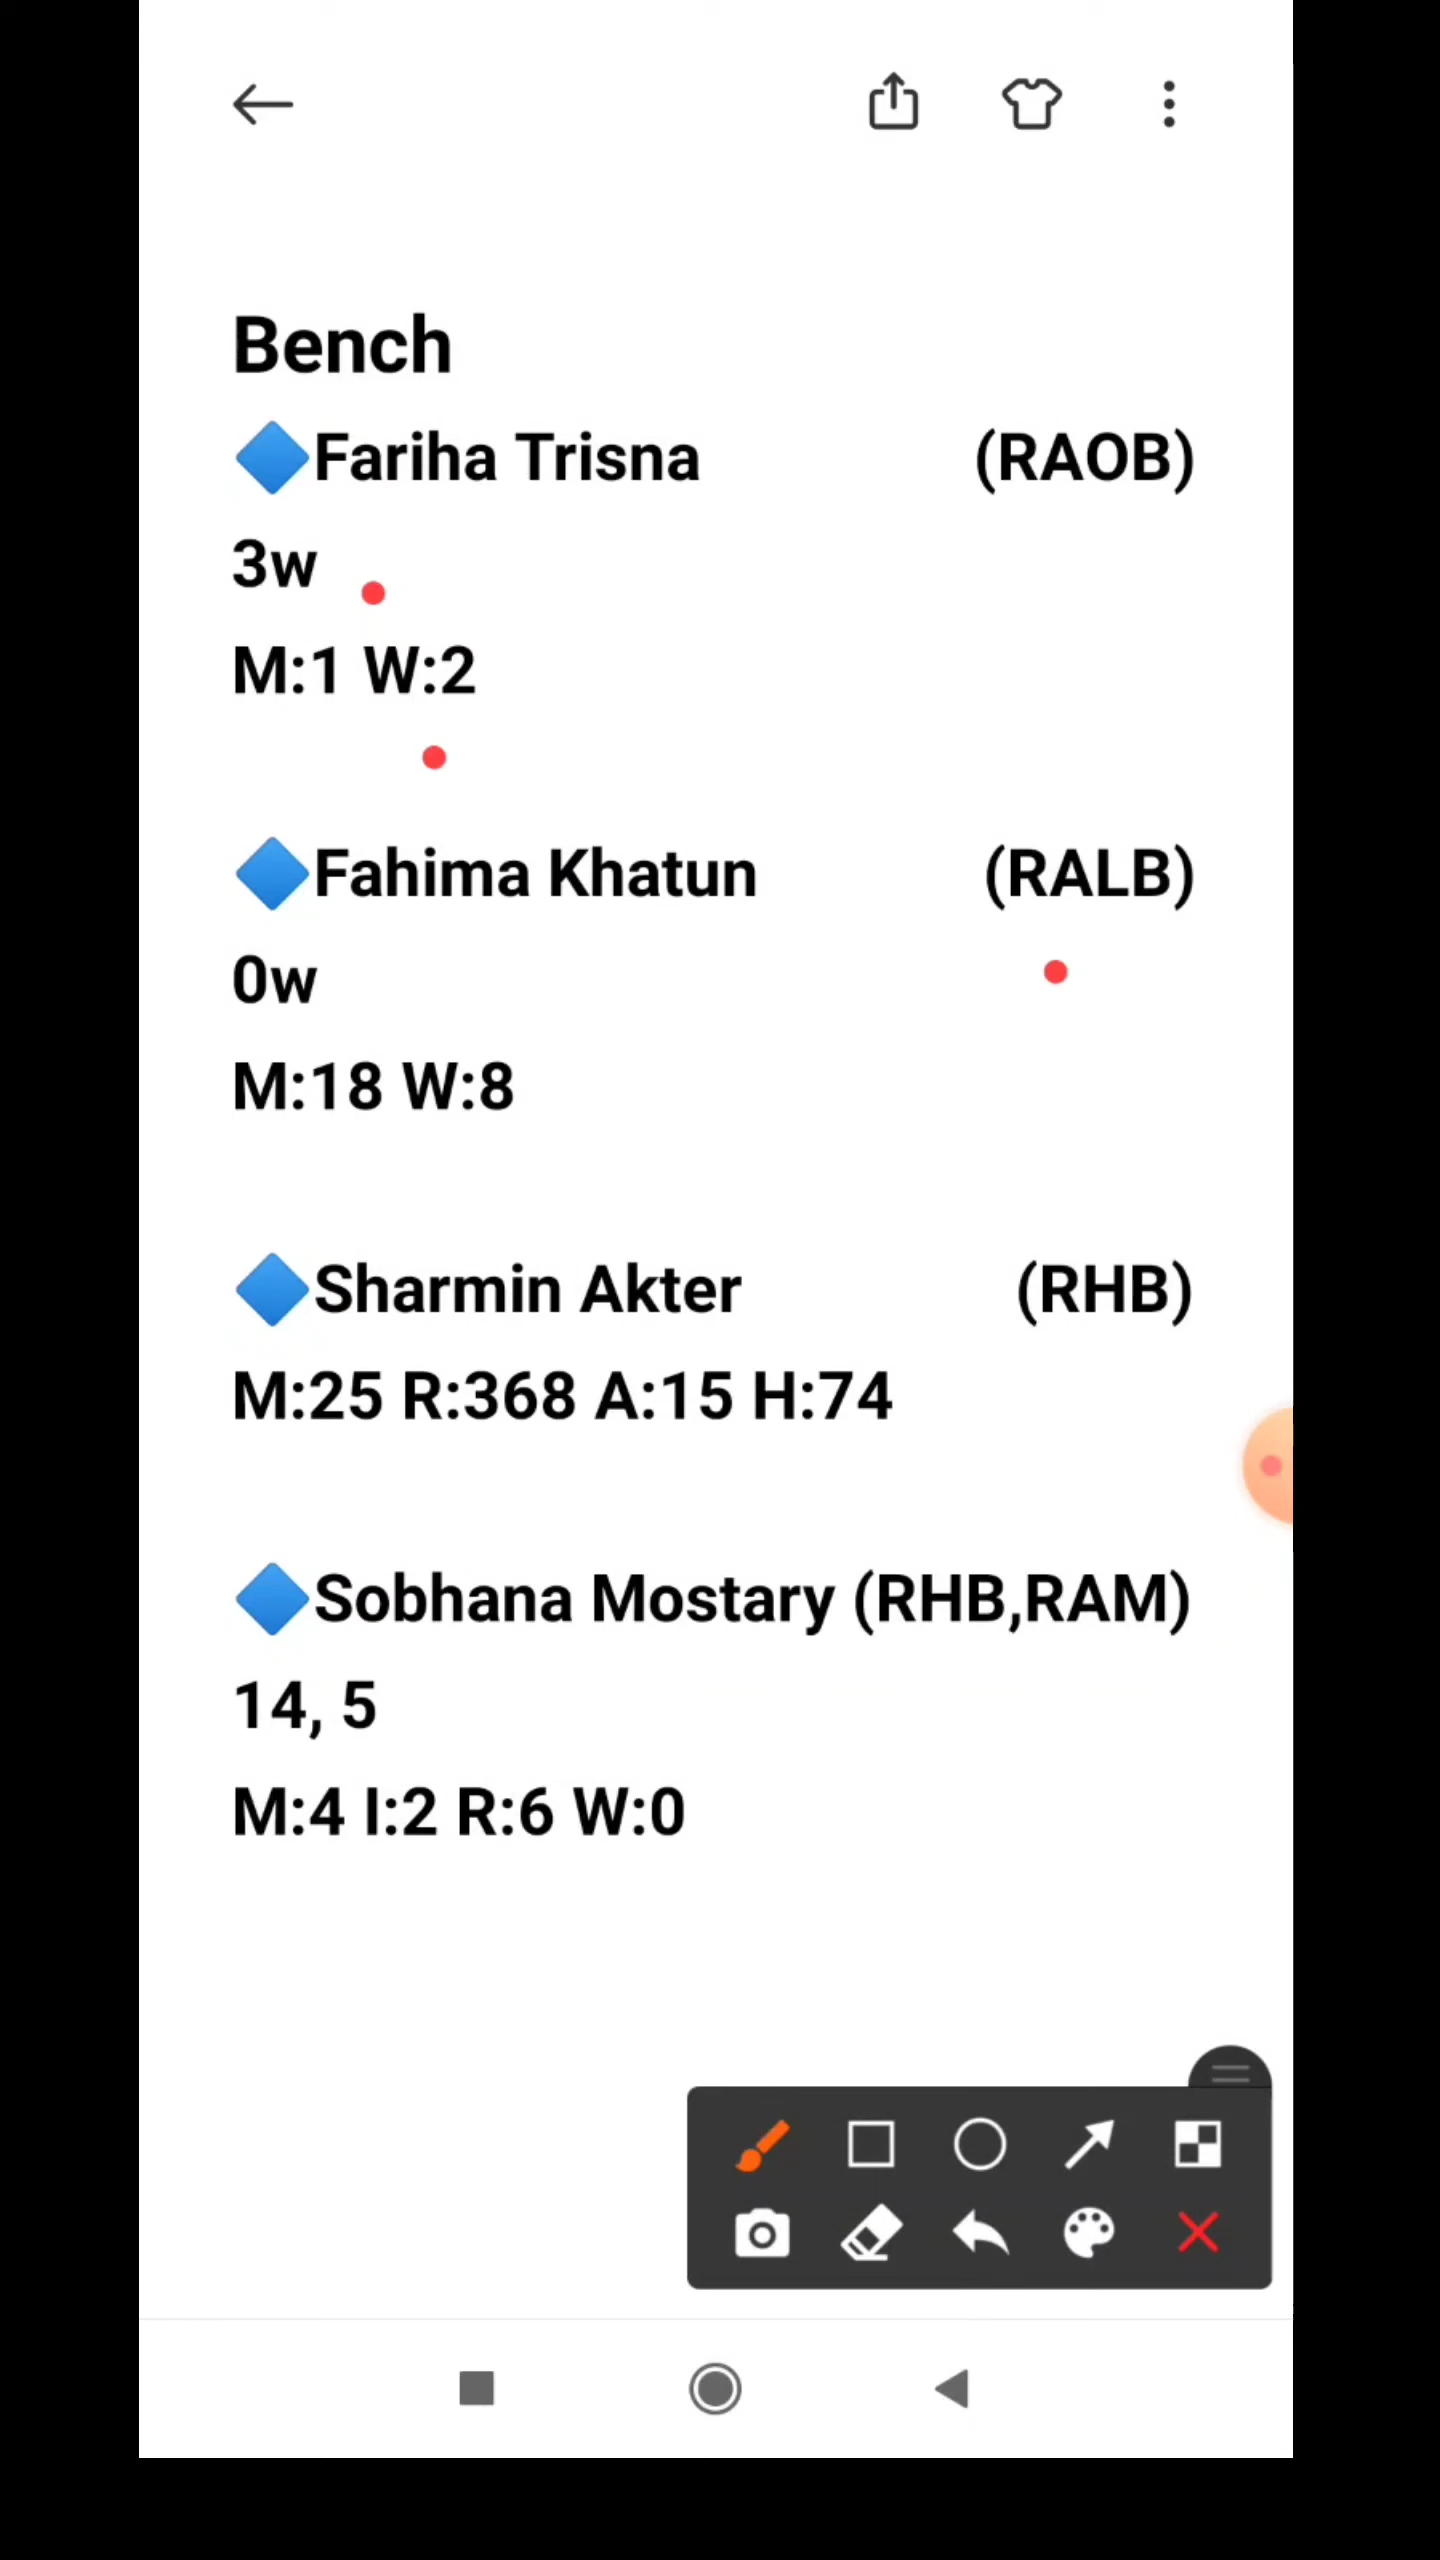 Bench
🔷Fariha Trisna (RAOB)
3w
M:1 W:2
🔷Fahima Khatun (RALB)
0w
M:18 W:8
🔷Sharmin Akter (RHB)
M:25 R:368 A:15 H:74
🔷Sobhana Mostary (RHB,RAM)
14, 5
M:4 I:2 R:6 W:0